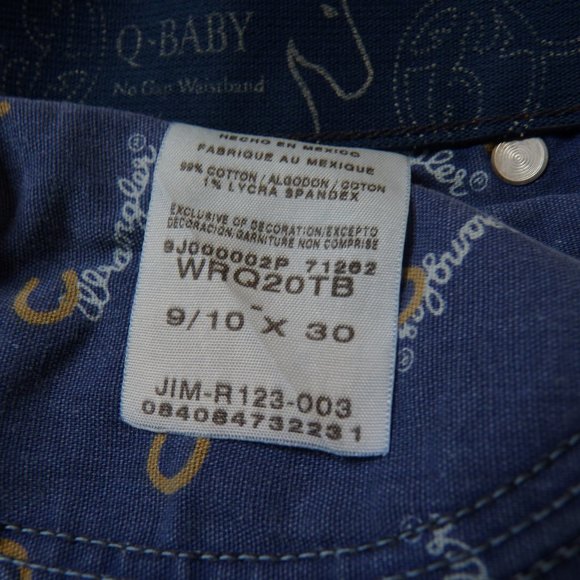 Q-BABY
No Gap Waistband
HECHO EN MEXICO
FABRIQUE AU MEXIQUE
99% COTTON / ALGODON / COTON
1% LYCRA SPANDEX
EXCLUSIVE OF DECORATION/EXCEPTO
DECORACION/GARNITURE NON COMPRISE
9J000002P 71262
WRQ20TB
9/10 X 30
JIM-R123-003
084084732231
Wrangler®
Wrangler
Wrangler